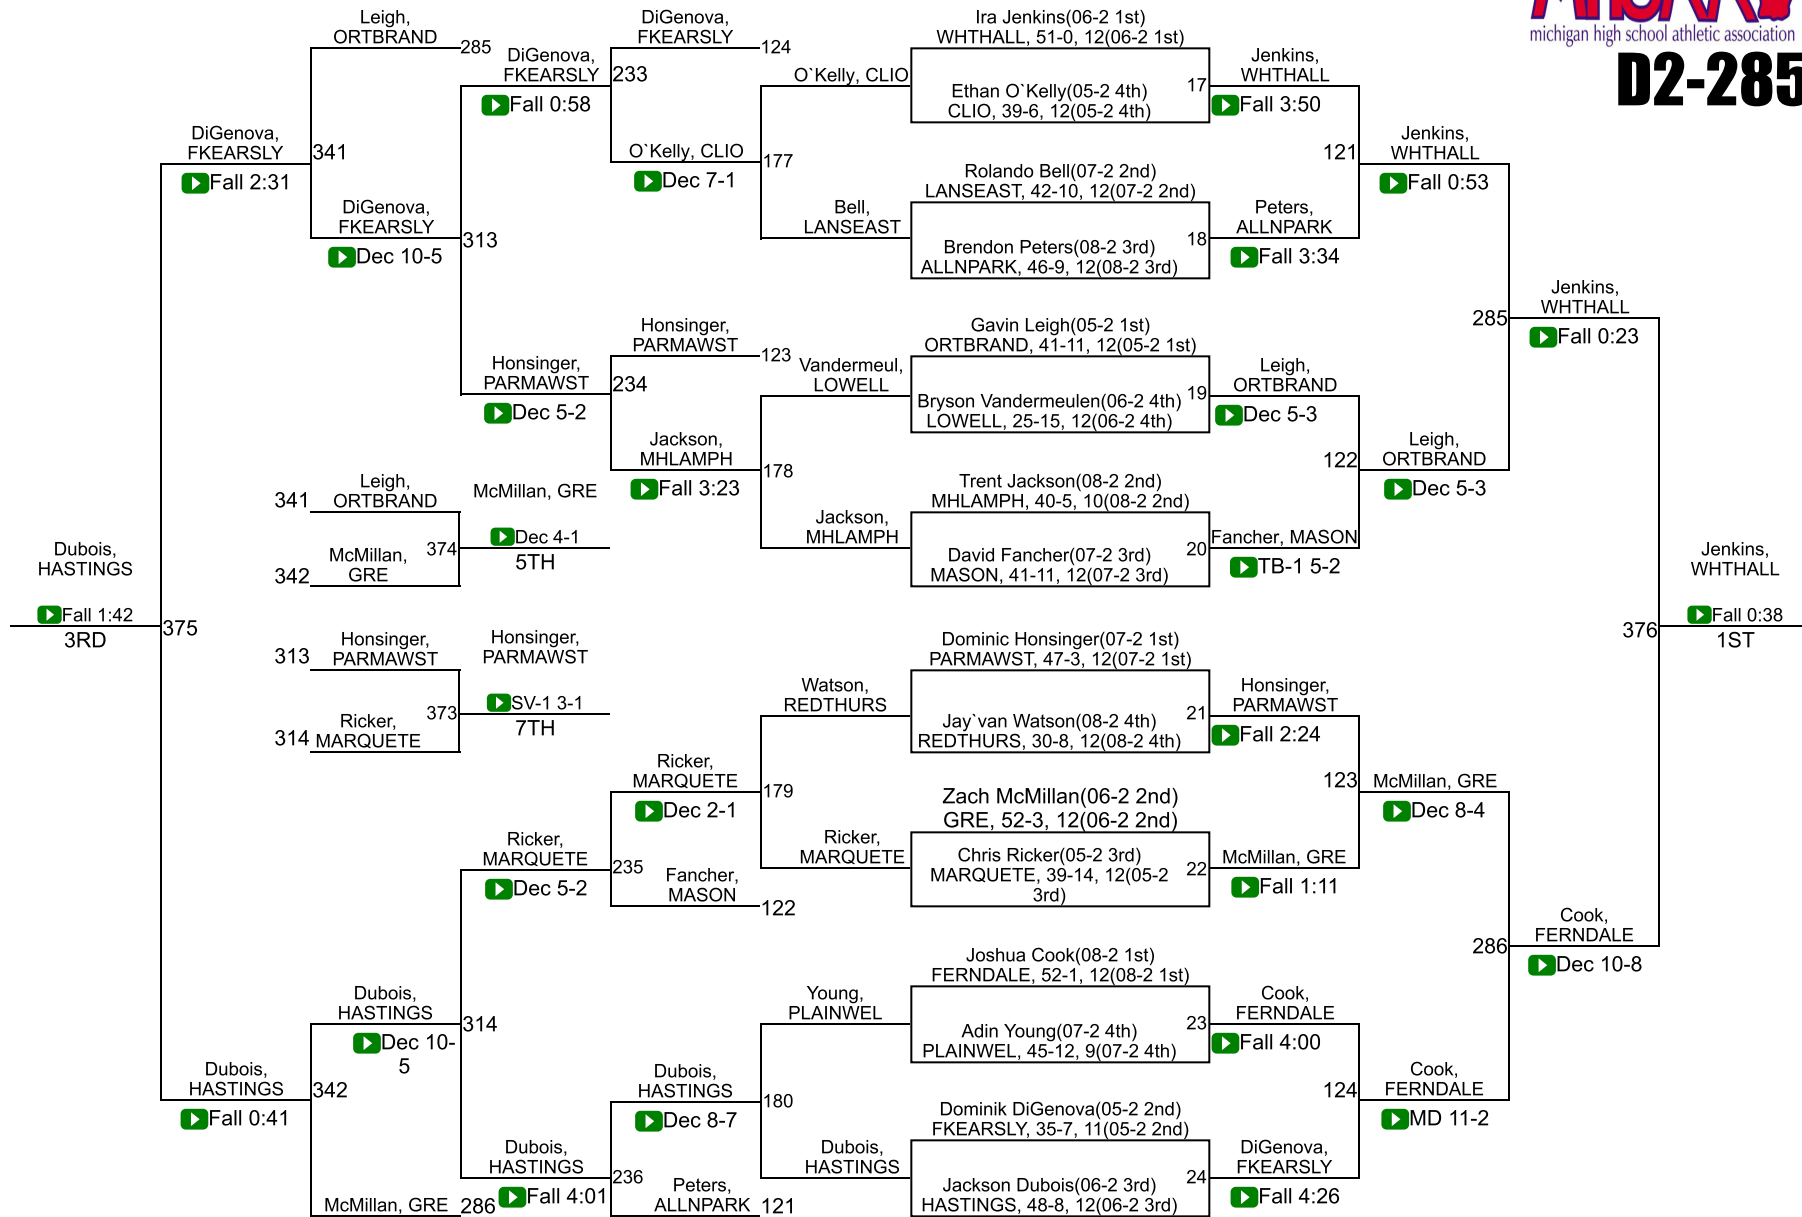 michigan high school athletic association
D2-285
Leigh,
ORTBRAND
285
DiGenova,
FKEARSLY
Fall 0:58
233
DiGenova,
FKEARSLY
124
DiGenova,
FKEARSLY
Fall 2:31
341
O`Kelly, CLIO
Dec 7-1
177
DiGenova,
FKEARSLY
Dec 10-5
313
O`Kelly, CLIO
Bell,
LANSEAST
Honsinger,
PARMAWST
123
Honsinger,
PARMAWST
Dec 5-2
234
Jackson,
MHLAMPH
Fall 3:23
178
Vandermeul,
LOWELL
Jackson,
MHLAMPH
341
Leigh,
ORTBRAND
342
McMillan,
GRE
374
McMillan, GRE
Dec 4-1
5TH
Dubois,
HASTINGS
Fall 1:42
3RD
375
313
Honsinger,
PARMAWST
314
Ricker,
MARQUETE
373
Honsinger,
PARMAWST
SV-1 3-1
7TH
Watson,
REDTHURS
Ricker,
MARQUETE
Dec 2-1
179
Ricker,
MARQUETE
Ricker,
MARQUETE
Dec 5-2
235
Fancher,
MASON
122
Dubois,
HASTINGS
Dec 10-
5
314
Young,
PLAINWEL
Dubois,
HASTINGS
Fall 0:41
342
Dubois,
HASTINGS
Dec 8-7
180
Dubois,
HASTINGS
Dubois,
HASTINGS
Fall 4:01
236
Peters,
ALLNPARK
121
McMillan, GRE
286
Ira Jenkins(06-2 1st)
WHTHALL, 51-0, 12(06-2 1st)
Ethan O`Kelly(05-2 4th)
CLIO, 39-6, 12(05-2 4th)
17
Jenkins,
WHTHALL
Fall 3:50
Rolando Bell(07-2 2nd)
LANSEAST, 42-10, 12(07-2 2nd)
Brendon Peters(08-2 3rd)
ALLNPARK, 46-9, 12(08-2 3rd)
18
Peters,
ALLNPARK
Fall 3:34
121
Jenkins,
WHTHALL
Fall 0:53
Gavin Leigh(05-2 1st)
ORTBRAND, 41-11, 12(05-2 1st)
Bryson Vandermeulen(06-2 4th)
LOWELL, 25-15, 12(06-2 4th)
19
Leigh,
ORTBRAND
Dec 5-3
Trent Jackson(08-2 2nd)
MHLAMPH, 40-5, 10(08-2 2nd)
David Fancher(07-2 3rd)
MASON, 41-11, 12(07-2 3rd)
20
Fancher, MASON
TB-1 5-2
122
Leigh,
ORTBRAND
Dec 5-3
285
Jenkins,
WHTHALL
Fall 0:23
Dominic Honsinger(07-2 1st)
PARMAWST, 47-3, 12(07-2 1st)
Jay`van Watson(08-2 4th)
REDTHURS, 30-8, 12(08-2 4th)
21
Honsinger,
PARMAWST
Fall 2:24
Zach McMillan(06-2 2nd)
GRE, 52-3, 12(06-2 2nd)
Chris Ricker(05-2 3rd)
MARQUETE, 39-14, 12(05-2
3rd)
22
McMillan, GRE
Fall 1:11
123
McMillan, GRE
Dec 8-4
Joshua Cook(08-2 1st)
FERNDALE, 52-1, 12(08-2 1st)
Adin Young(07-2 4th)
PLAINWEL, 45-12, 9(07-2 4th)
23
Cook,
FERNDALE
Fall 4:00
Dominik DiGenova(05-2 2nd)
FKEARSLY, 35-7, 11(05-2 2nd)
Jackson Dubois(06-2 3rd)
HASTINGS, 48-8, 12(06-2 3rd)
24
DiGenova,
FKEARSLY
Fall 4:26
124
Cook,
FERNDALE
MD 11-2
286
Cook,
FERNDALE
Dec 10-8
376
Jenkins,
WHTHALL
Fall 0:38
1ST